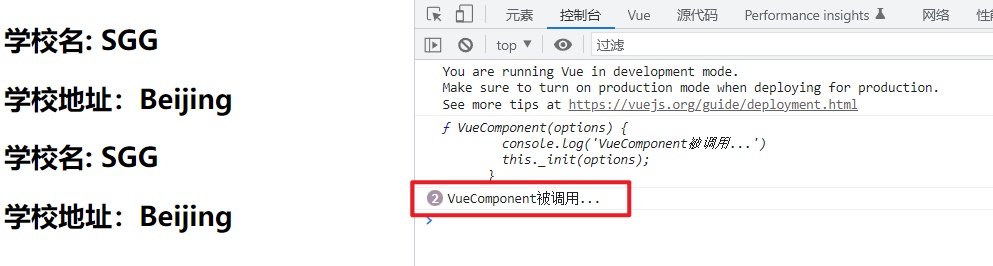 学校名: SGG
学校地址：Beijing
学校名: SGG
学校地址：Beijing
元素 控制台 Vue 源代码 Performance insights 网络 性能
top ▼ 过滤
You are running Vue in development mode.
Make sure to turn on production mode when deploying for production.
See more tips at https://vuejs.org/guide/deployment.html
ƒ VueComponent(options) {
console.log('VueComponent被调用...')
this._init(options);
}
2 VueComponent被调用...
>